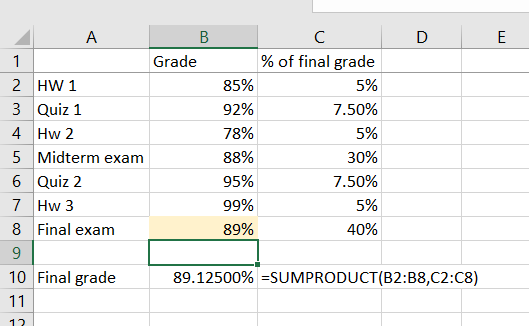 A B C D E
1 Grade % of final grade
2 HW 1 85% 5%
3 Quiz 1 92% 7.50%
4 Hw 2 78% 5%
5 Midterm exam 88% 30%
6 Quiz 2 95% 7.50%
7 Hw 3 99% 5%
8 Final exam 89% 40%
9
10 Final grade 89.12500% =SUMPRODUCT(B2:B8,C2:C8)
11
12